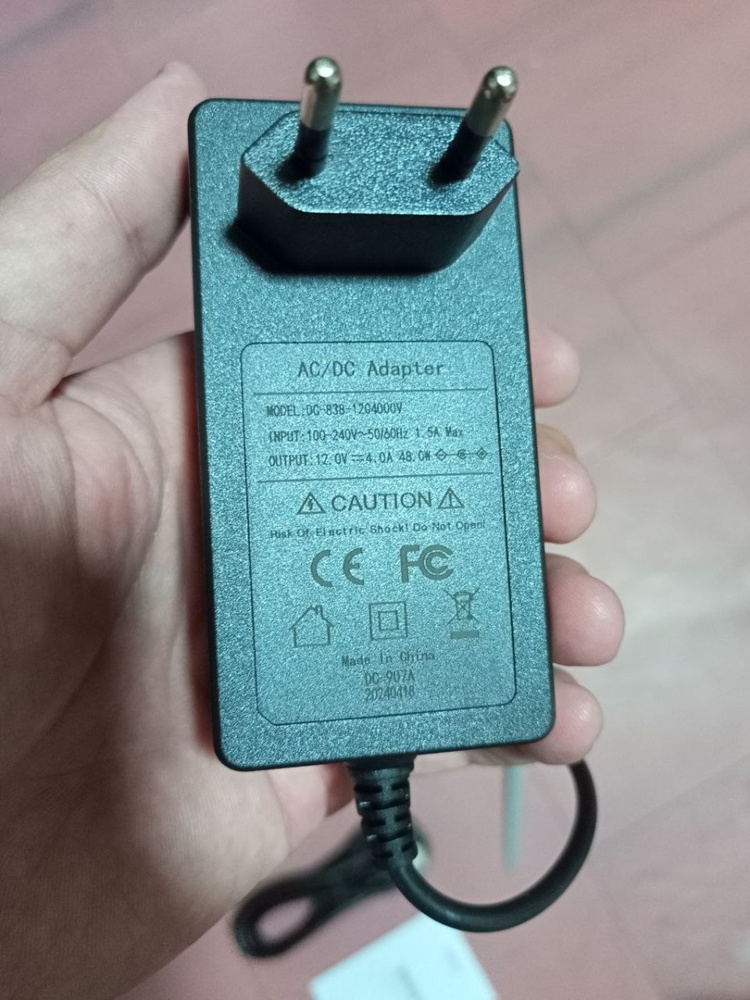 AC/DC Adapter
MODEL:DC-838-1204000V
INPUT:100-240V~50/60Hz 1.5A Max
OUTPUT:12.0V⎓4.0A 48.0W
CAUTION
Risk Of Electric Shock! Do Not Open!
CE FC
Made in China
DC-9U7A
20240418